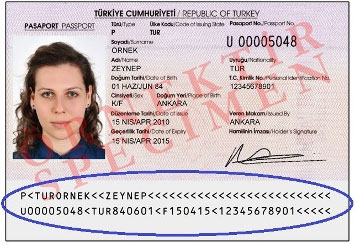 TÜRKİYE CUMHURİYETİ / REPUBLIC OF TURKEY
PASAPORT PASSPORT
Türü/Type Ülke Kodu/Code of Issuing State Pasaport No./Passport No.
P TUR U 00005048
Soyadı/Surname
ÖRNEK
Adı/Name Uyruğu/Nationality
ZEYNEP TUR
Doğum Tarihi/Date of Birth T.C. Kimlik No./Personal Identification No.
01 HAZ/JUN 84 12345678901
Cinsiyeti/Sex Doğum Yeri/Place of Birth
K/F ANKARA
Düzenleme Tarihi/Date of Issue Veren Makam/Issued By
15 NIS/APR 2010 ANKARA
Geçerlilik Tarihi/Date of Expiry Hamilinin İmzası/Holder's Signature
15 NIS/APR 2015
ÖRNEKTİR
SPECIMEN
P<TURORNEK<<ZEYNEP<<<<<<<<<<<<<<<<<<<<<<<<<<
U00005048<TUR840601<F150415<12345678901<<<<<